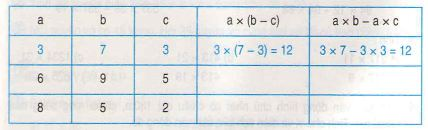 a b c a × (b – c) a × b – a × c
3 7 3 3 × (7 – 3) = 12 3 × 7 – 3 × 3 = 12
6 9 5
8 5 2